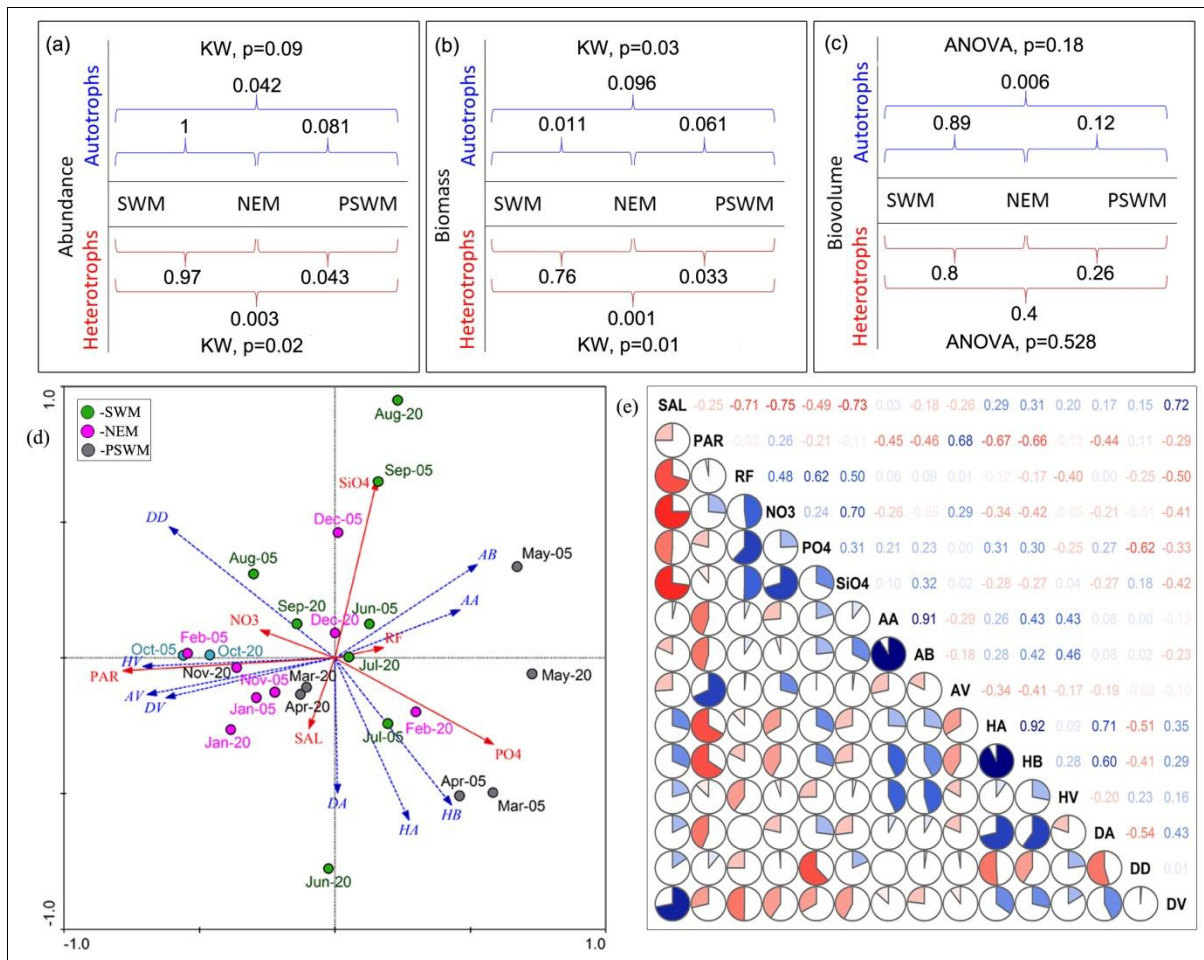 (a)
KW, p=0.09
0.042
1 0.081
Autotrophs
Abundance
SWM NEM PSWM
Heterotrophs
0.97 0.043
0.003
KW, p=0.02
(b)
KW, p=0.03
0.096
0.011 0.061
Autotrophs
Biomass
SWM NEM PSWM
Heterotrophs
0.76 0.033
0.001
KW, p=0.01
(c)
ANOVA, p=0.18
0.006
0.89 0.12
Autotrophs
Biovolume
SWM NEM PSWM
Heterotrophs
0.8 0.26
0.4
ANOVA, p=0.528
(d)
1.0
-SWM
-NEM
-PSWM
Aug-20
Sep-05
SiO4
Dec-05
DD
AB
May-05
Aug-05
AA
Sep-20
Jun-05
NO3
Dec-20
RF
Feb-05
Oct-05
Oct-20
HV
Jul-20
PAR
Nov-20
Mar-20
May-20
Nov-05
AV
DV
Jan-05
Apr-20
Jan-20
SAL
Feb-20
Jul-05
PO4
DA
HA
HB
Apr-05
Mar-05
Jun-20
-1.0
-1.0
1.0
(e)
SAL -0.25 -0.71 -0.75 -0.49 -0.73 0.03 -0.18 -0.26 0.29 0.31 0.20 0.17 0.15 0.72
PAR -0.03 0.26 -0.21 -0.11 -0.45 -0.46 0.68 -0.67 -0.66 -0.13 -0.44 0.11 -0.29
RF 0.48 0.62 0.50 0.06 0.09 0.01 -0.12 -0.17 -0.40 0.00 -0.25 -0.50
NO3 0.24 0.70 -0.26 -0.05 0.29 -0.34 -0.42 -0.05 -0.21 -0.01 -0.41
PO4 0.31 0.21 0.23 0.00 0.31 0.30 -0.25 0.27 -0.62 -0.33
SiO4 0.10 0.32 0.02 -0.28 -0.27 0.04 -0.27 0.18 -0.42
AA 0.91 -0.29 0.26 0.43 0.43 0.08 0.00 -0.13
AB -0.18 0.28 0.42 0.46 0.08 0.02 -0.23
AV -0.34 -0.41 -0.17 -0.19 -0.02 -0.10
HA 0.92 0.09 0.71 -0.51 0.35
HB 0.28 0.60 -0.41 0.29
HV -0.20 0.23 0.16
DA -0.54 0.43
DD 0.01
DV